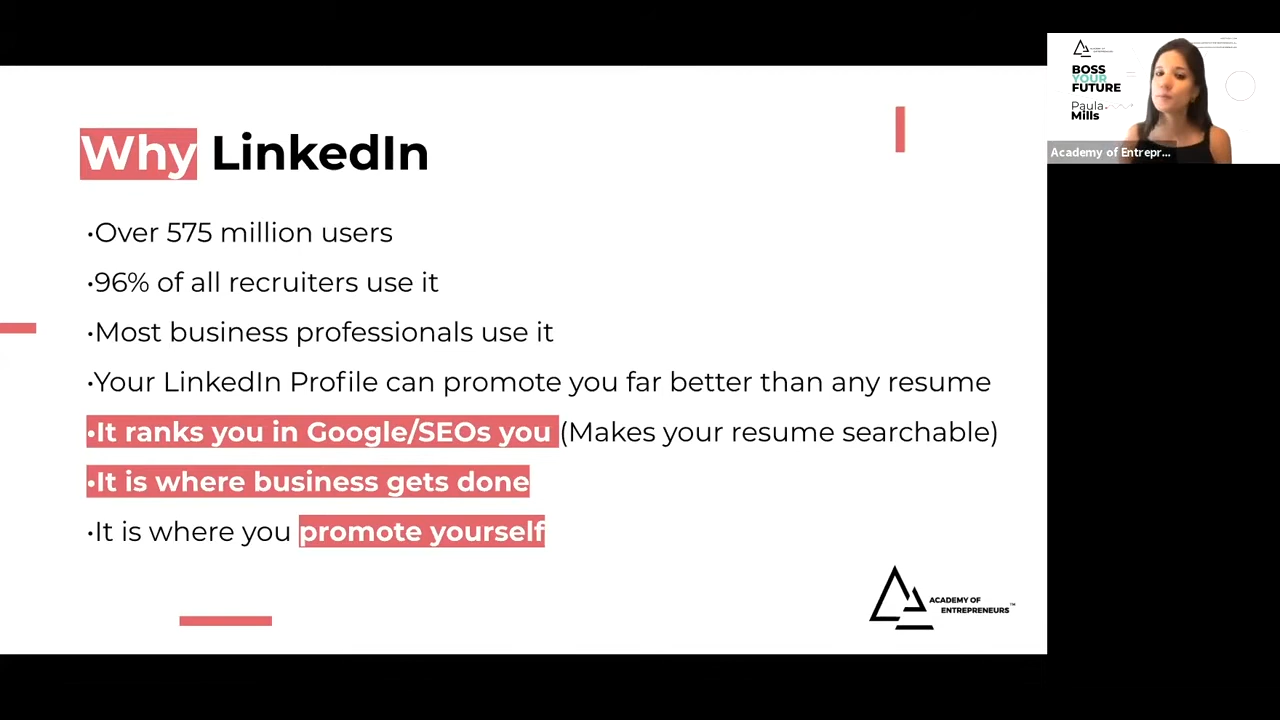 Why LinkedIn
•Over 575 million users
•96% of all recruiters use it
•Most business professionals use it
•Your LinkedIn Profile can promote you far better than any resume
•It ranks you in Google/SEOs you (Makes your resume searchable)
•It is where business gets done
•It is where you promote yourself
ACADEMY OF
ENTREPRENEURS™
BOSS
YOUR
FUTURE
Paula
Mills
Academy of Entrepr...